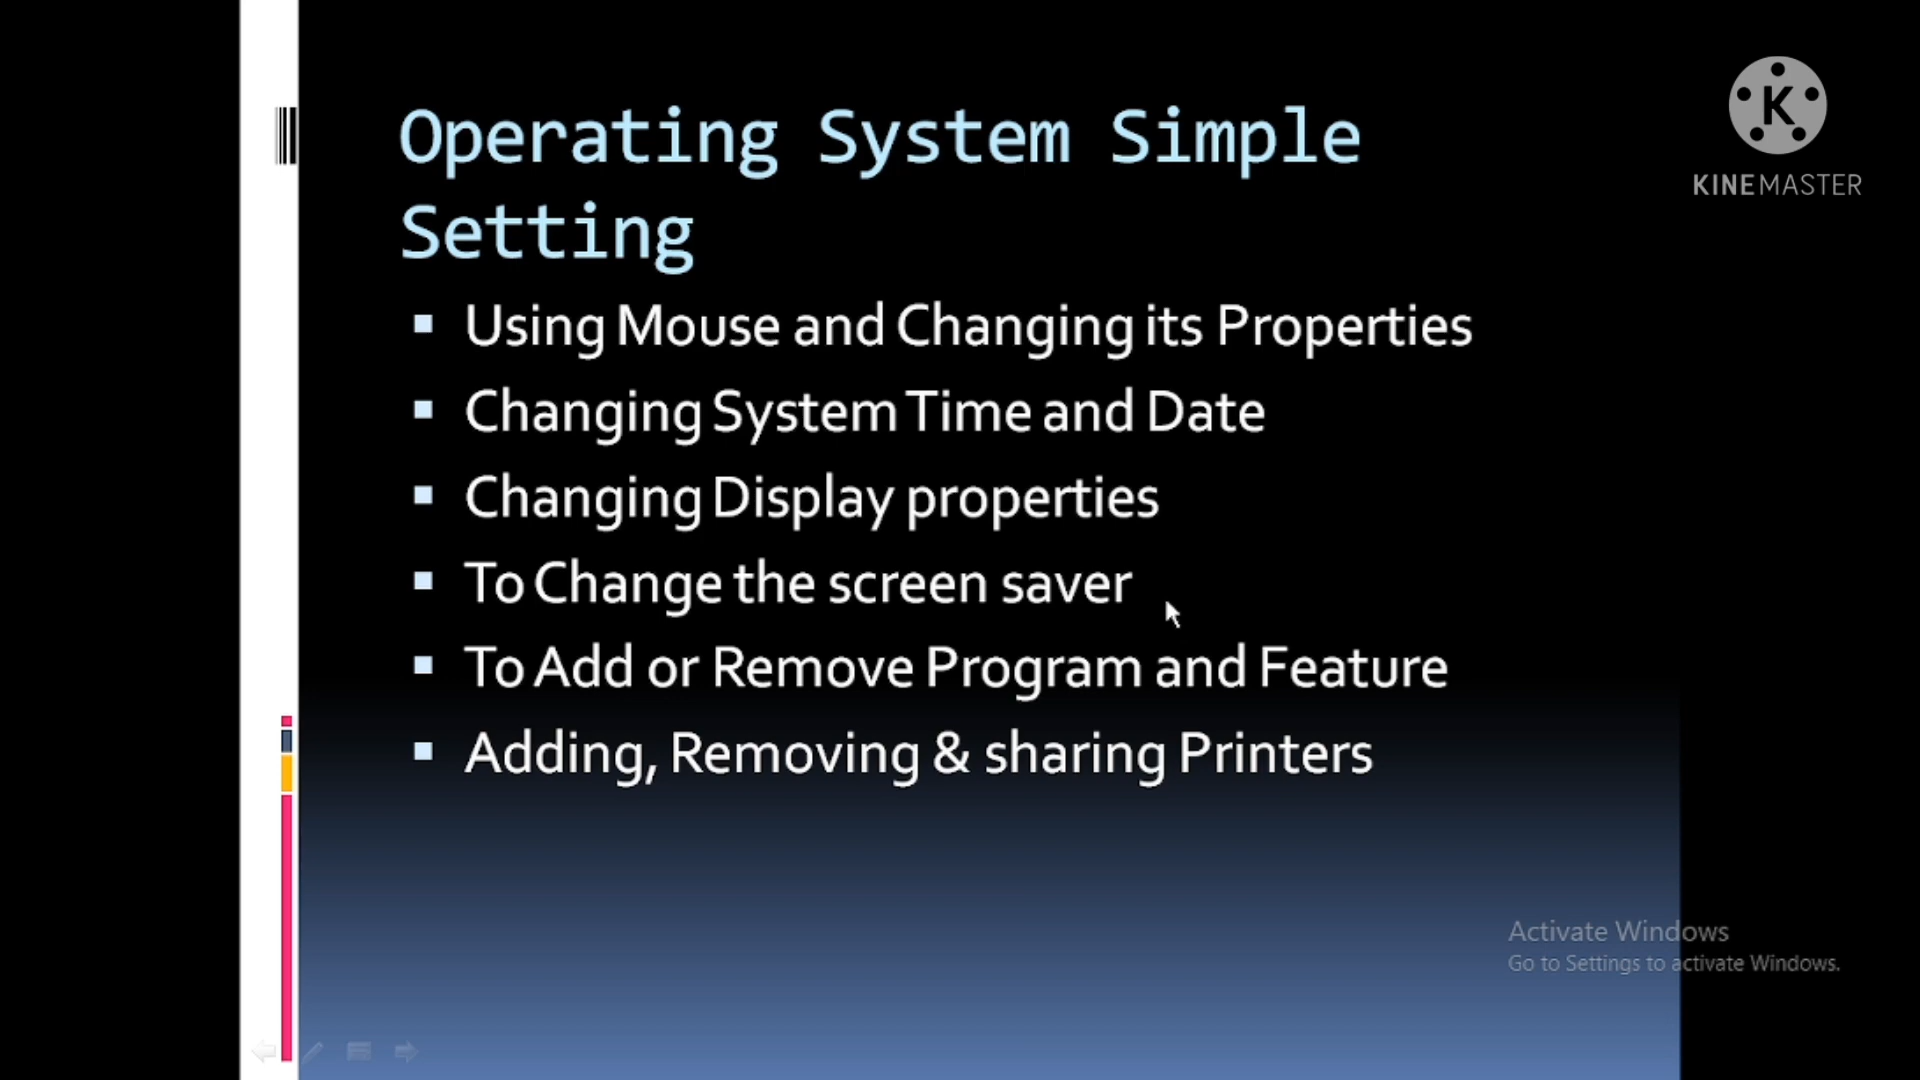 Operating System Simple
Setting
Using Mouse and Changing its Properties
Changing System Time and Date
Changing Display properties
To Change the screen saver
To Add or Remove Program and Feature
Adding, Removing & sharing Printers
K
KINEMASTER
Activate Windows
Go to Settings to activate Windows.